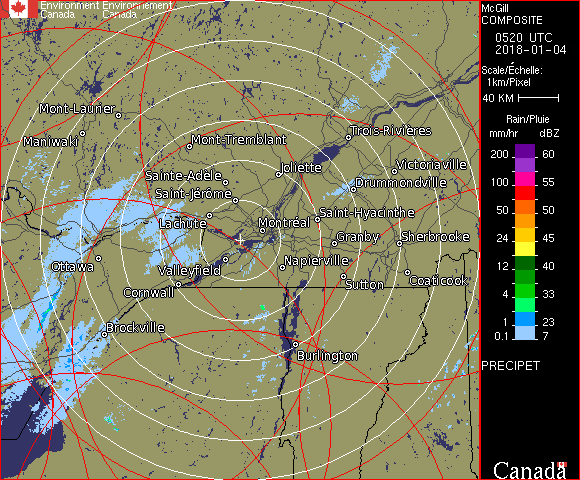 Environment Environnement
Canada Canada
McGill
COMPOSITE
0520 UTC
2018-01-04
Scale/Échelle:
1km/Pixel
40 KM
Rain/Pluie
mm/hr dBZ
200 60
100 55
100 55
50 50
24 45
12 40
4 33
1 23
0.1 7
PRECIPET
Canada
Mont-Laurier
Maniwaki
Mont-Tremblant
Trois-Rivières
Joliette
Victoriaville
Sainte-Adèle
Drummondville
Saint-Jérôme
Lachute
Saint-Hyacinthe
Montréal
Granby
Sherbrooke
Ottawa
Valleyfield
Napierville
Cornwall
Sutton
Coaticook
Brockville
Burlington